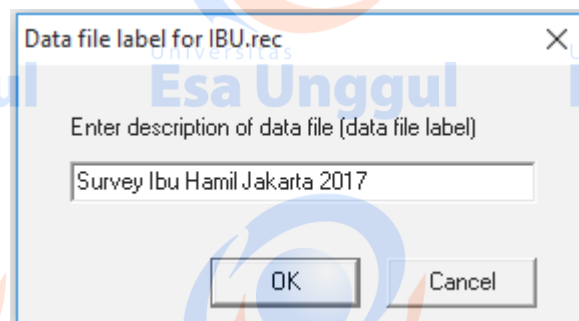 Data file label for IBU.rec
Universitas
Esa Unggul
ul
Enter description of data file (data file label)
Survey Ibu Hamil Jakarta 2017
OK
Cancel